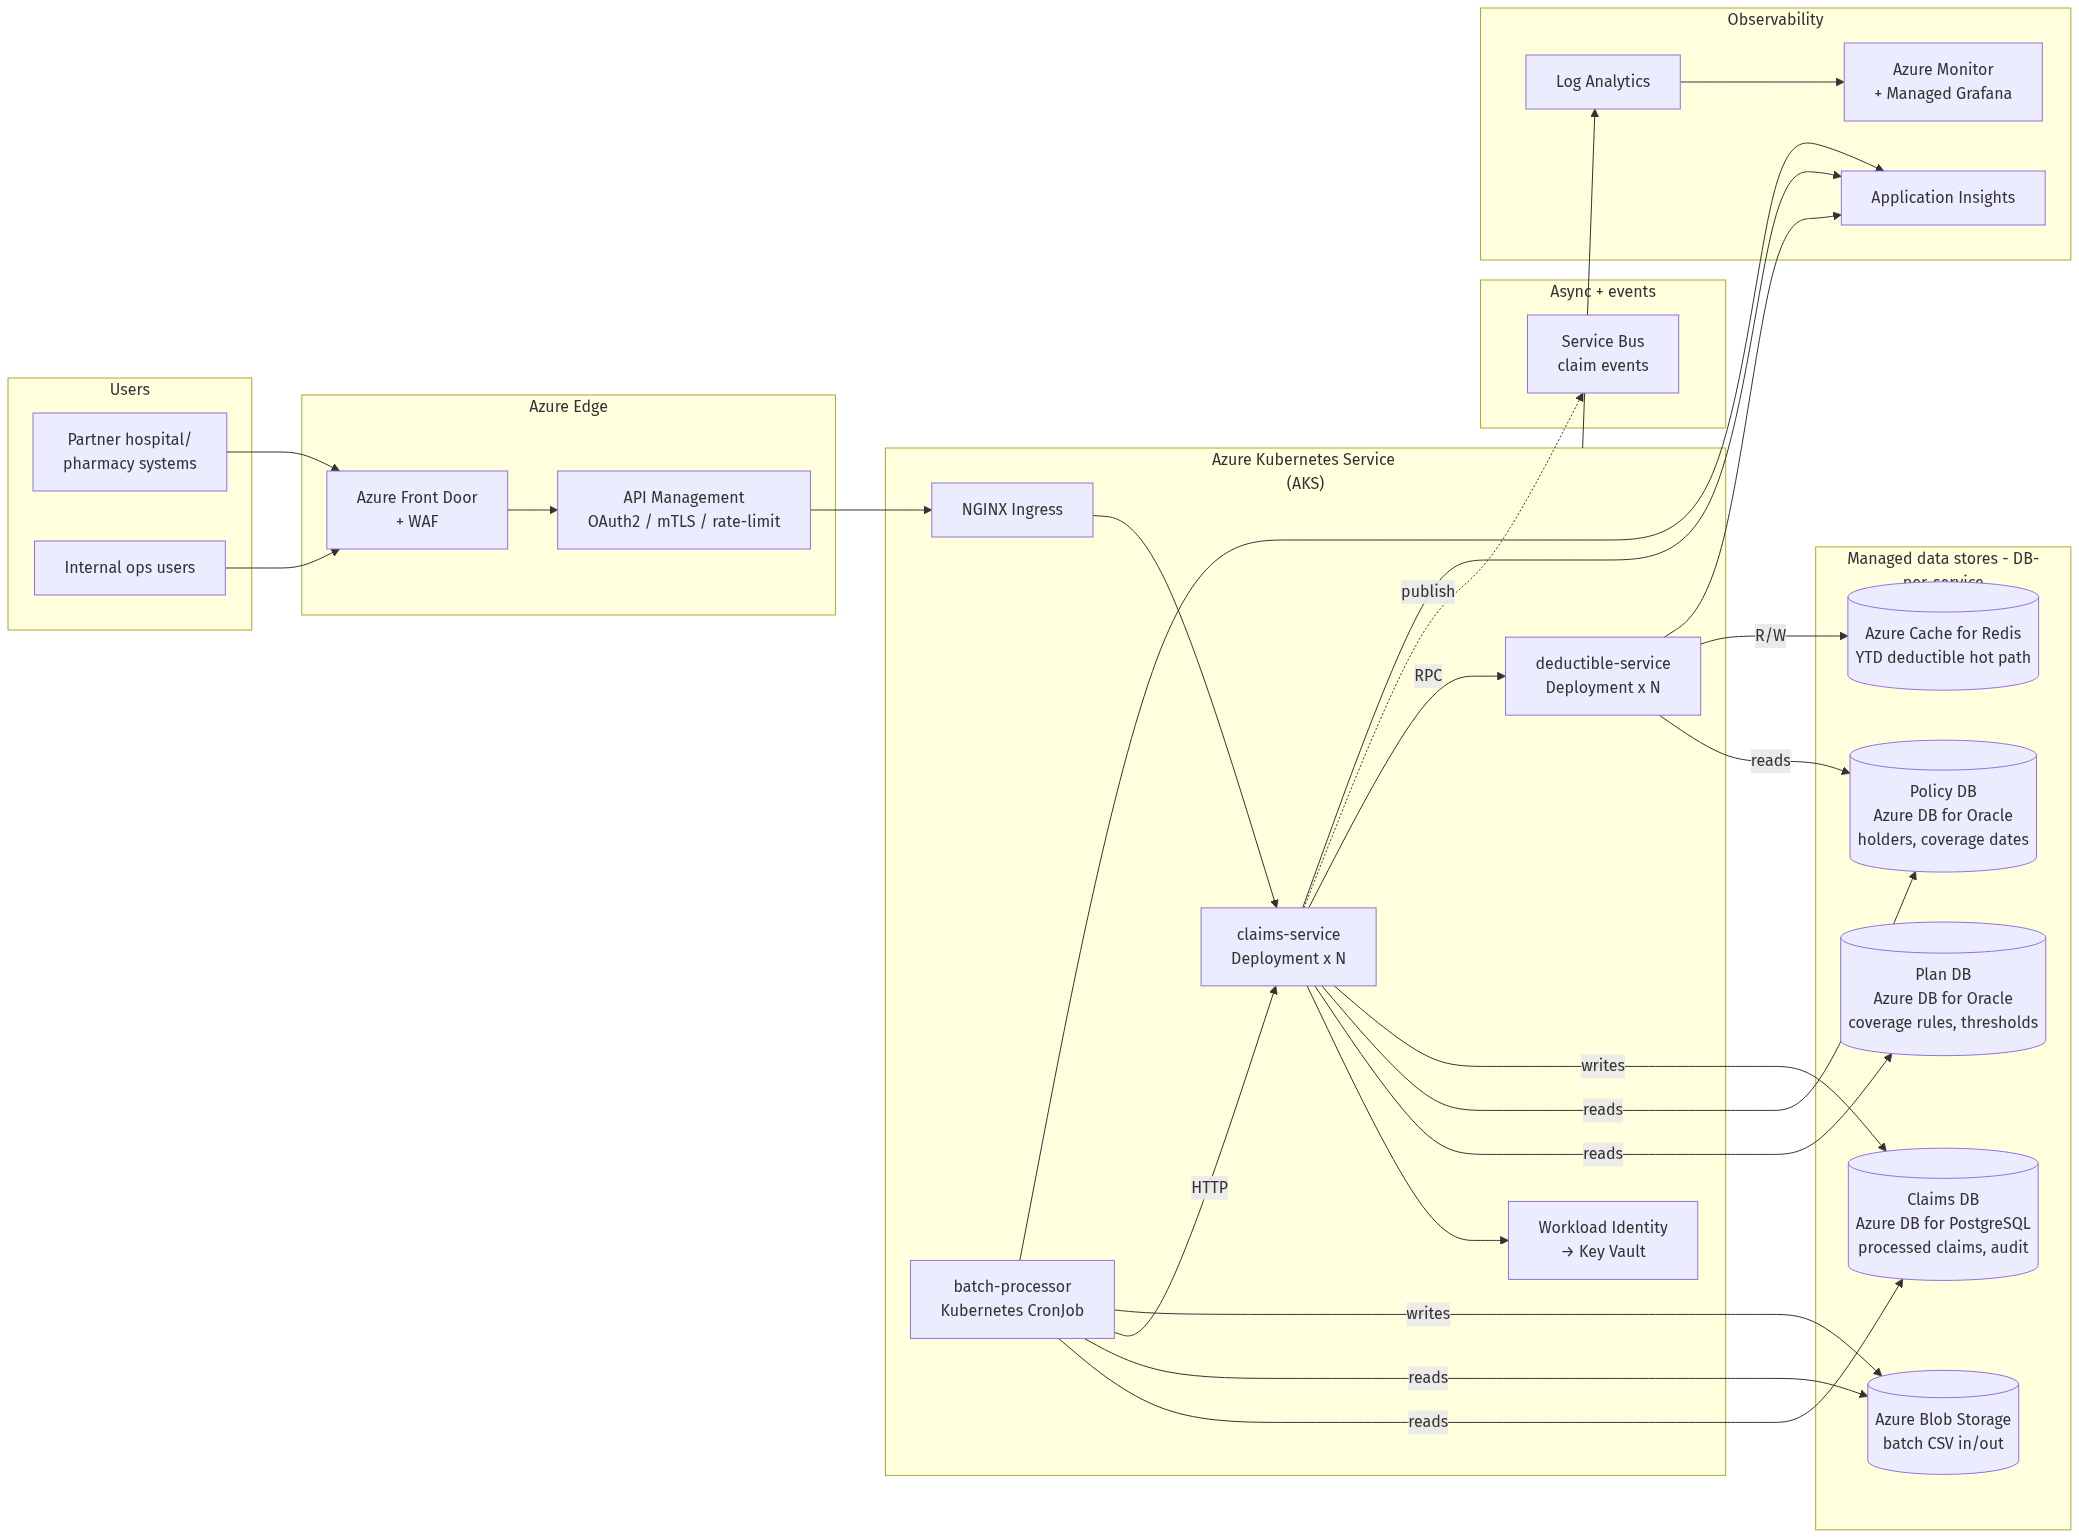 Observability
Log Analytics
Azure Monitor
+ Managed Grafana
Application Insights
Async + events
Service Bus
claim events
Users
Partner hospital/
pharmacy systems
Internal ops users
Azure Edge
Azure Front Door
+ WAF
API Management
OAuth2 / mTLS / rate-limit
Azure Kubernetes Service
(AKS)
NGINX Ingress
publish
RPC
deductible-service
Deployment x N
claims-service
Deployment x N
writes
reads
reads
HTTP
Workload Identity
→ Key Vault
batch-processor
Kubernetes CronJob
writes
reads
reads
R/W
reads
Managed data stores - DB-
per-service
Azure Cache for Redis
YTD deductible hot path
Policy DB
Azure DB for Oracle
holders, coverage dates
Plan DB
Azure DB for Oracle
coverage rules, thresholds
Claims DB
Azure DB for PostgreSQL
processed claims, audit
Azure Blob Storage
batch CSV in/out